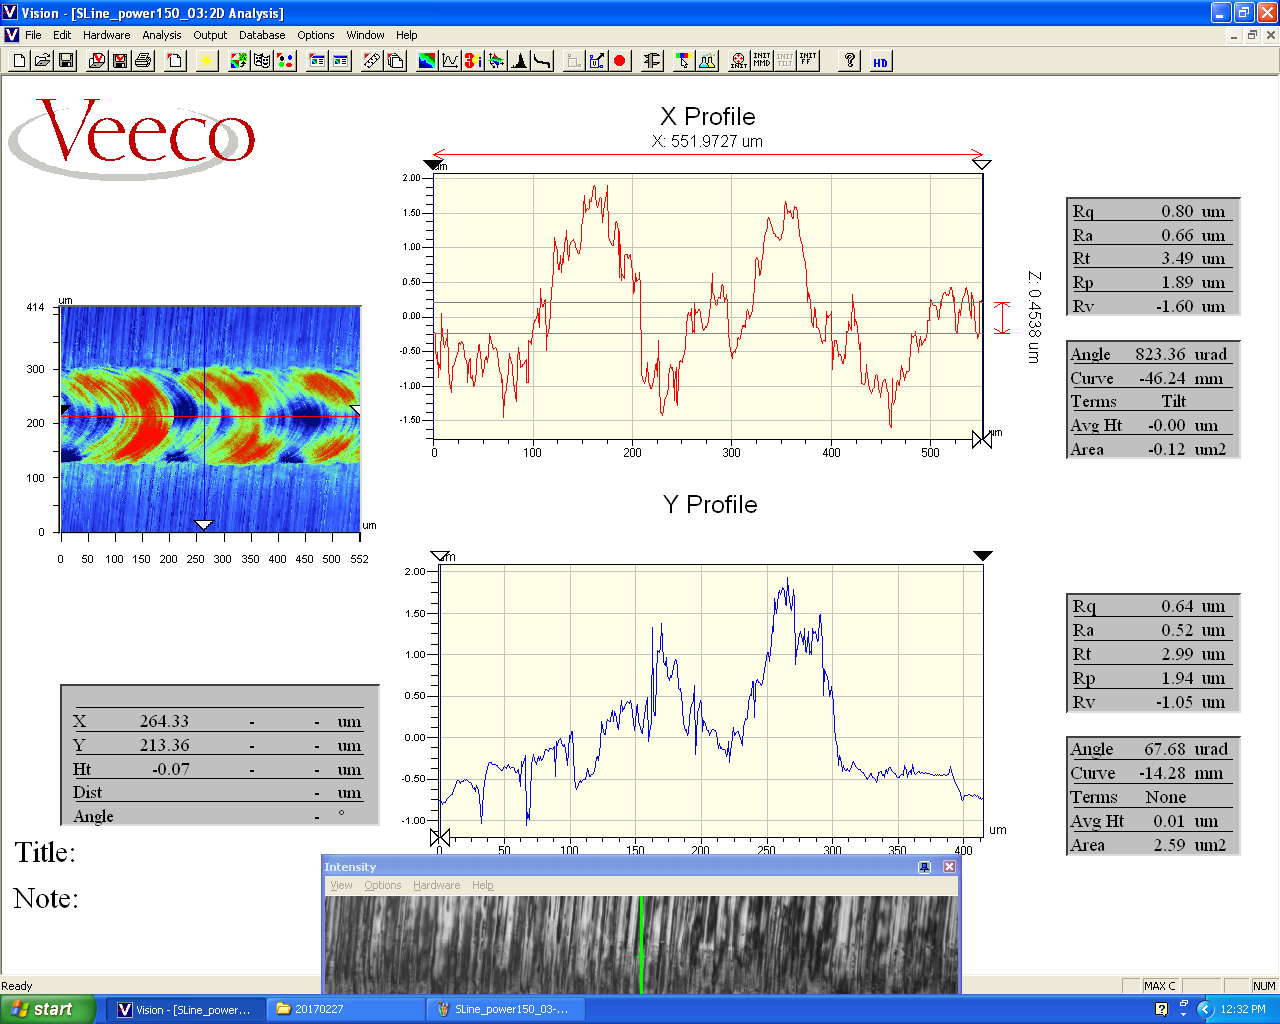 Vision - [SLine_power150_03:2D Analysis]
File Edit Hardware Analysis Output Database Options Window Help
INIT INIT MMD INIT TILT INIT FF ? HD
Veeco
X Profile
X: 551.9727 um
um
2.00
1.50
1.00
0.50
0.00
-0.50
-1.00
-1.50
0 100 200 300 400 500
um
Z: 0.4538 um
Rq 0.80 um
Ra 0.66 um
Rt 3.49 um
Rp 1.89 um
Rv -1.60 um
Angle 823.36 urad
Curve -46.24 mm
Terms Tilt
Avg Ht -0.00 um
Area -0.12 um2
um
414
300
200
100
0
um
0 50 100 150 200 250 300 350 400 450 500 552
Y Profile
um
2.00
1.50
1.00
0.50
0.00
-0.50
-1.00
um
0 50 100 150 200 250 300 350 400
Rq 0.64 um
Ra 0.52 um
Rt 2.99 um
Rp 1.94 um
Rv -1.05 um
Angle 67.68 urad
Curve -14.28 mm
Terms None
Avg Ht 0.01 um
Area 2.59 um2
X 264.33 - - um
Y 213.36 - - um
Ht -0.07 - - um
Dist - um
Angle - °
Title:
Note:
Intensity
View Options Hardware Help
Ready
MAX C
NUM
start
Vision - [SLine_power...
20170227
SLine_power150_03-...
12:32 PM